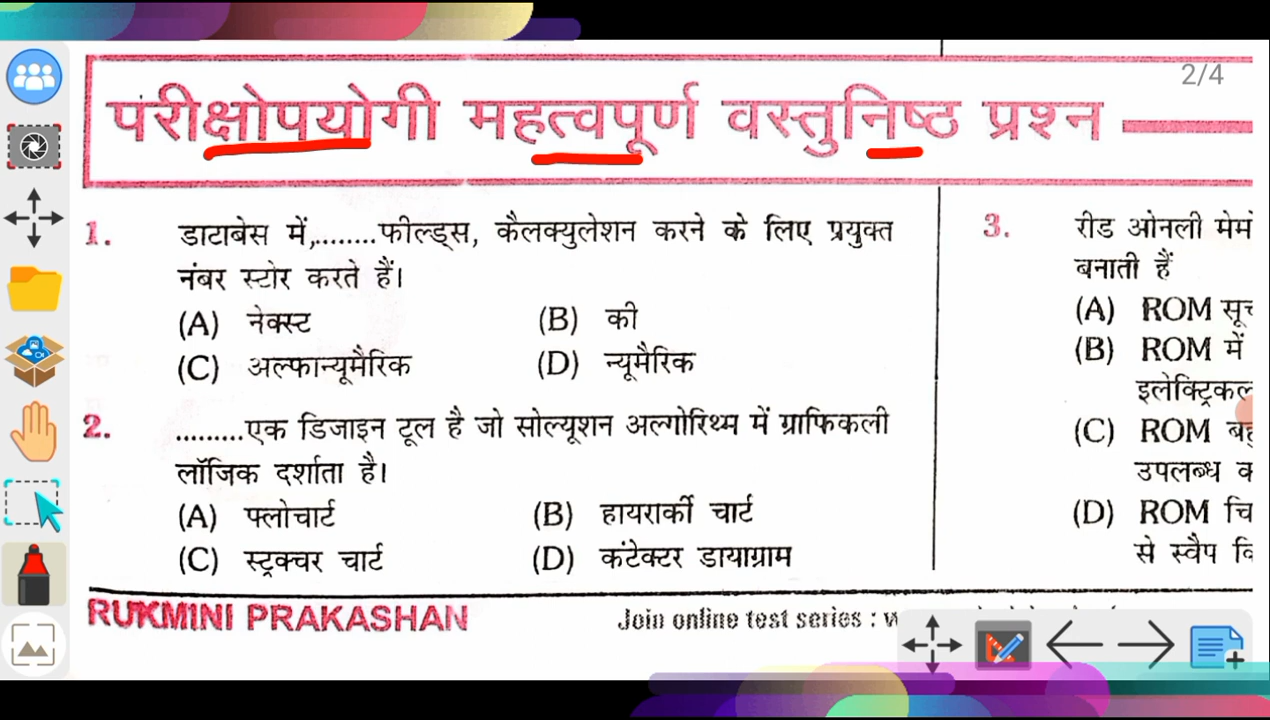 2/4
परीक्षोपयोगी महत्वपूर्ण वस्तुनिष्ठ प्रश्न
1. डाटाबेस में,........फील्ड्स, कैलक्युलेशन करने के लिए प्रयुक्त
नंबर स्टोर करते हैं।
(A) नेक्स्ट (B) की
(C) अल्फान्यूमैरिक (D) न्यूमैरिक
2. .........एक डिजाइन टूल है जो सोल्यूशन अल्गोरिथ्म में ग्राफिकली
लॉजिक दर्शाता है।
(A) फ्लोचार्ट (B) हायरार्की चार्ट
(C) स्ट्रक्चर चार्ट (D) कंटेक्टर डायाग्राम
3. रीड ओनली
बनाती हैं
(A) ROM
(B) ROM में
(C) ROM
उपलब्ध
(D) ROM
से स्वैप
RUKMINI PRAKASHAN
Join online test series :